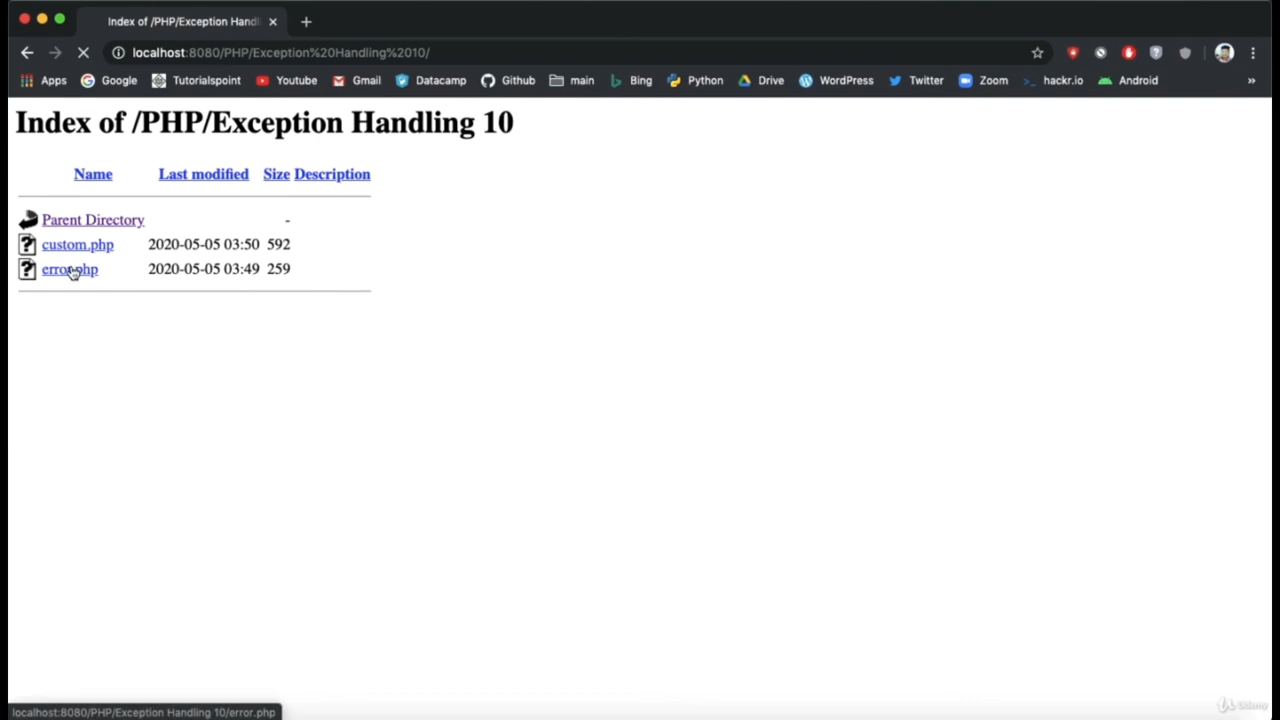 Index of /PHP/Exception Handl
localhost:8080/PHP/Exception%20Handling%2010/
Apps Google Tutorialspoint Youtube Gmail Datacamp Github main Bing Python Drive WordPress Twitter Zoom hackr.io Android »
Index of /PHP/Exception Handling 10
Name Last modified Size Description
Parent Directory -
custom.php 2020-05-05 03:50 592
error.php 2020-05-05 03:49 259
localhost:8080/PHP/Exception Handling 10/error.php
Udemy